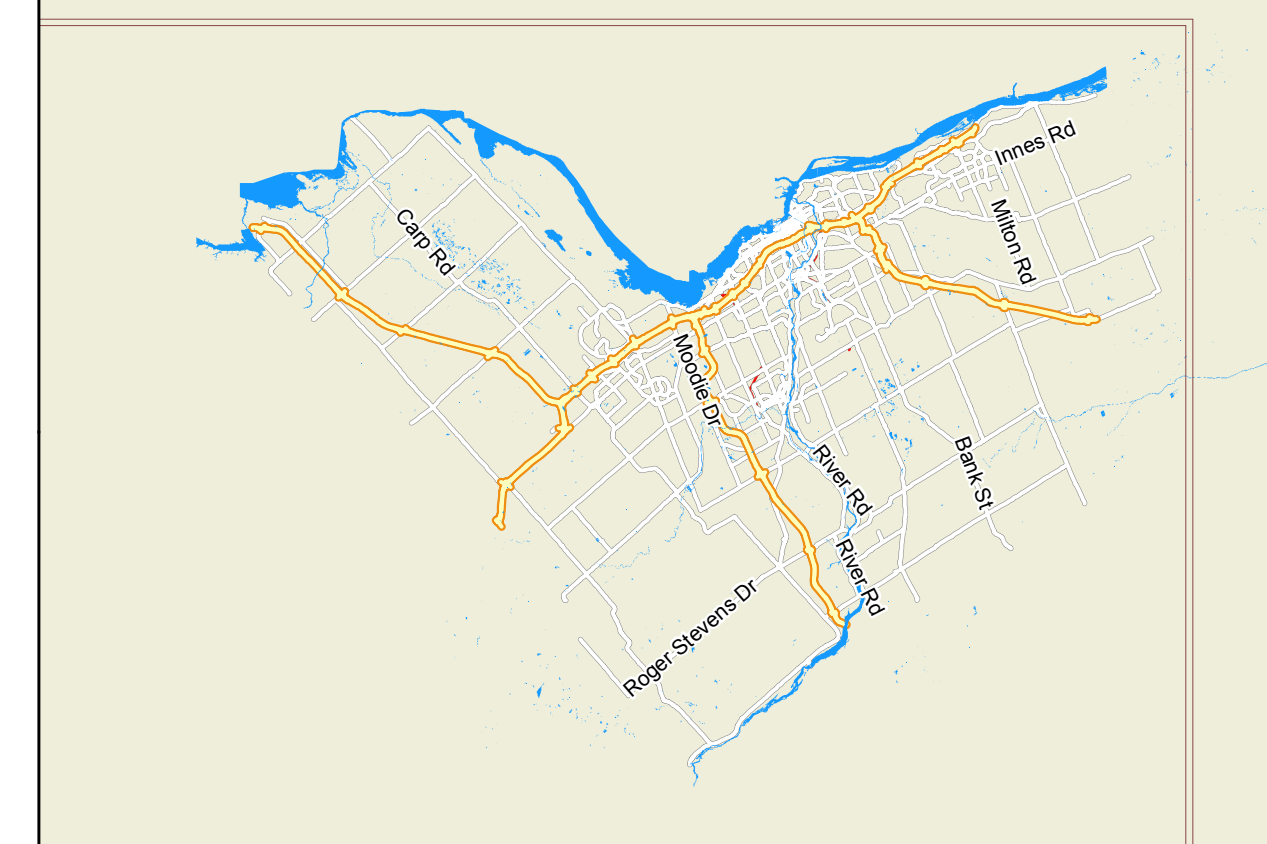 Innes Rd
Carp Rd
Milton Rd
Moodie Dr
River Rd
Bank St
River Rd
Roger Stevens Dr